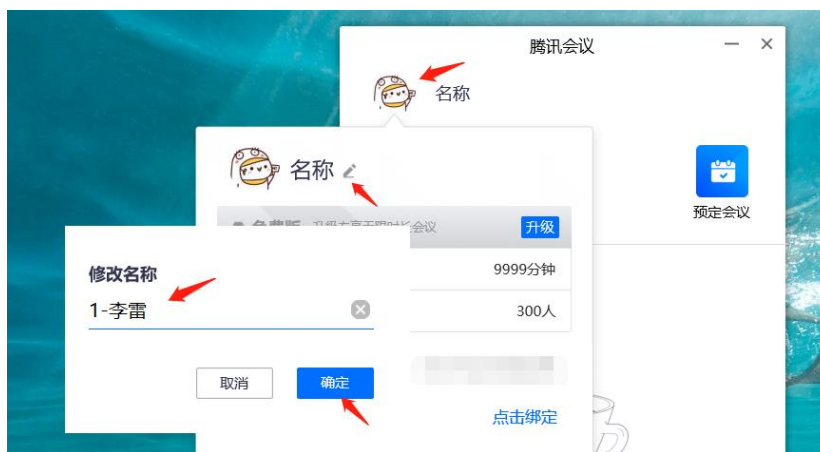 腾讯会议
名称
名称
预定会议
升级
9999分钟
修改名称
1-李雷
300人
取消
确定
点击绑定